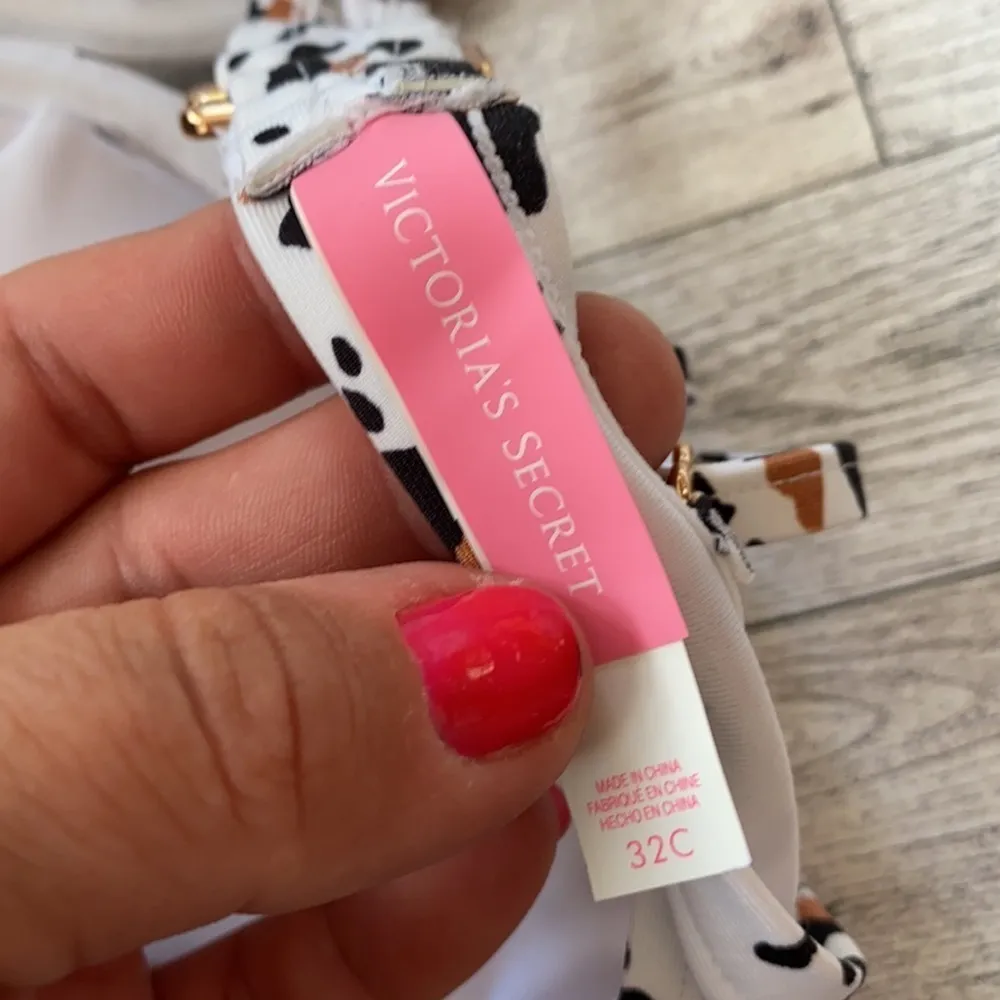 VICTORIA'S SECRET
MADE IN CHINA
FABRIQUÉ EN CHINE
HECHO EN CHINA
32C